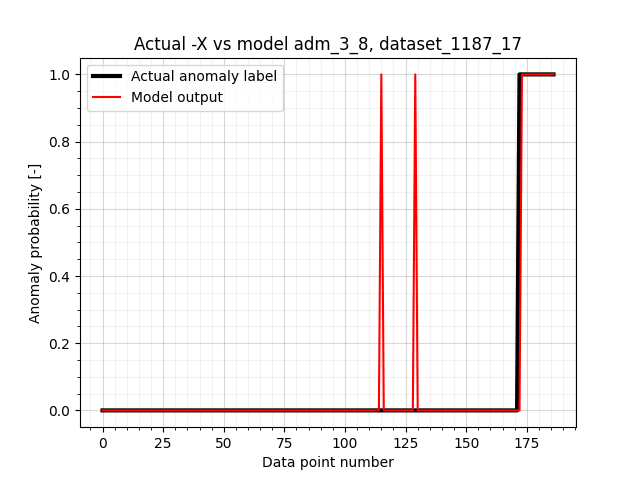 Actual -X vs model adm_3_8, dataset_1187_17
Actual anomaly label
Model output
1.0
0.8
0.6
0.4
0.2
0.0
Anomaly probability [-]
0 25 50 75 100 125 150 175
Data point number